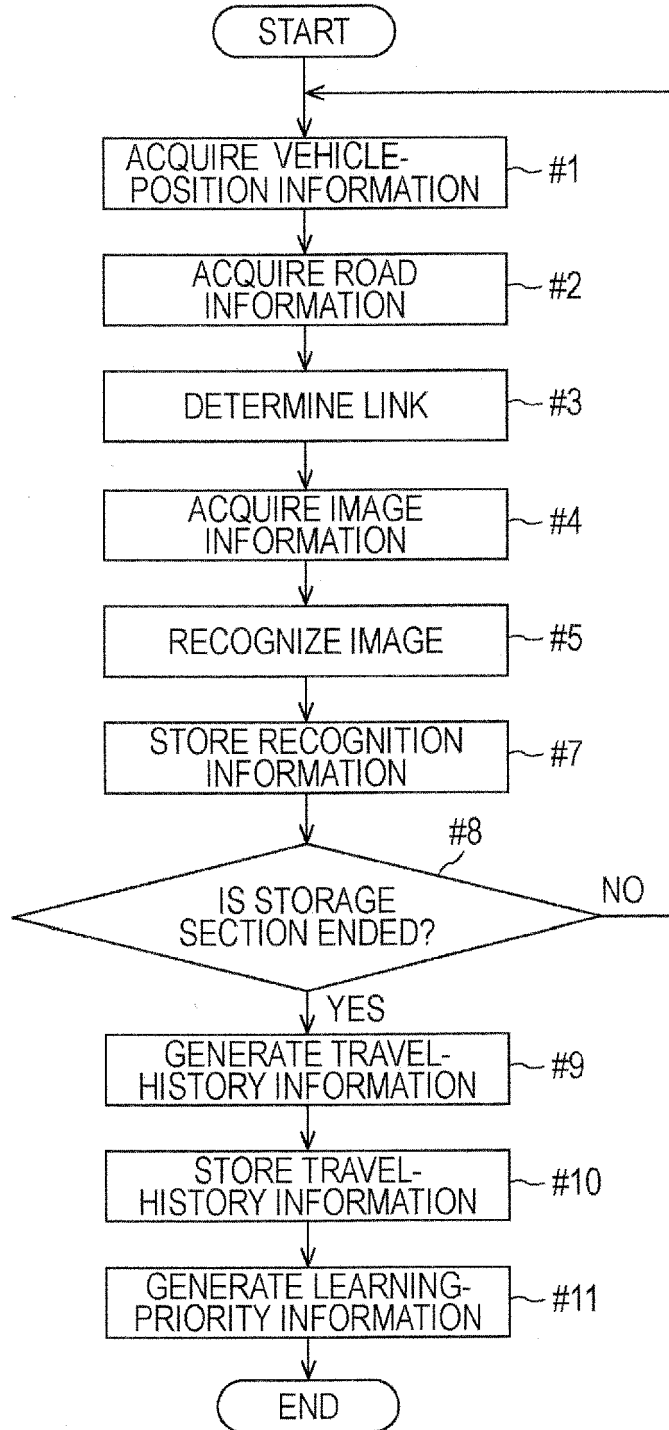 START
ACQUIRE VEHICLE-
POSITION INFORMATION
#1
ACQUIRE ROAD
INFORMATION
#2
DETERMINE LINK
#3
ACQUIRE IMAGE
INFORMATION
#4
RECOGNIZE IMAGE
#5
STORE RECOGNITION
INFORMATION
#7
#8
IS STORAGE
SECTION ENDED?
NO
YES
GENERATE TRAVEL-
HISTORY INFORMATION
#9
STORE TRAVEL-
HISTORY INFORMATION
#10
GENERATE LEARNING-
PRIORITY INFORMATION
#11
END